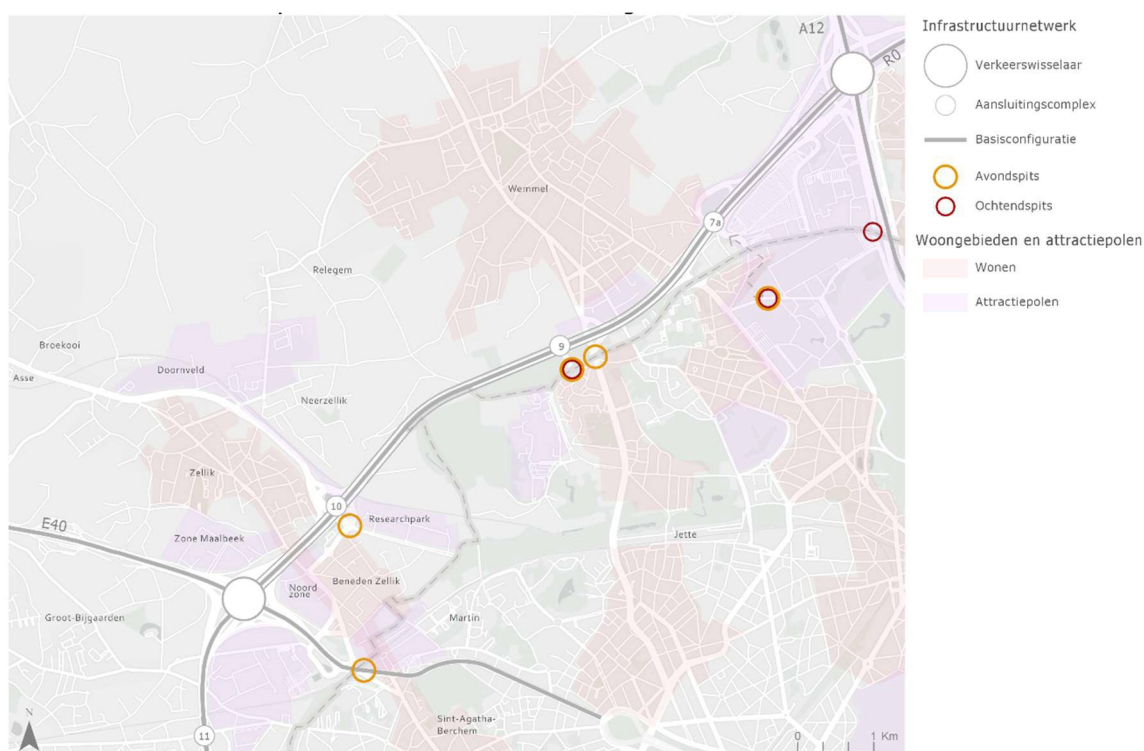 A12
R0
Wemmel
7a
Relegem
9
Broekooi
Asse
Doornveld
Neerzellik
Zellik
10
Researchpark
E40
Zone Maalbeek
Jette
Noord
zone
Beneden Zellik
Groot-Bijgaarden
Martin
Sint-Agatha-
Berchem
11
N
0
1 Km
Infrastructuurnetwerk
Verkeerswisselaar
Aansluitingscomplex
Basisconfiguratie
Avondspits
Ochtendspits
Woongebieden en attractiepolen
Wonen
Attractiepolen